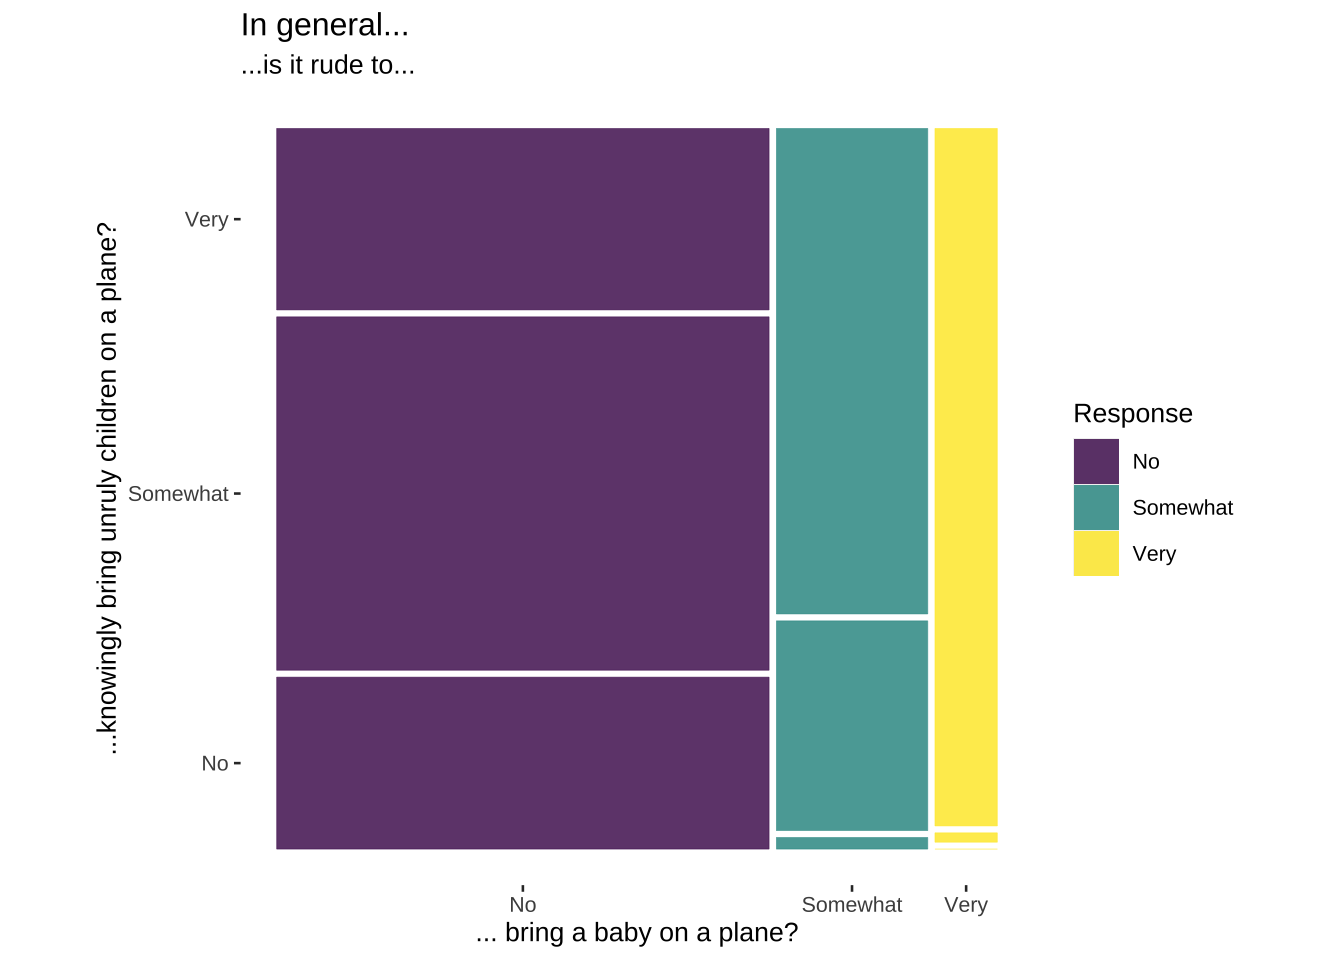 In general...
...is it rude to...
Very
Somewhat
No
...knowingly bring unruly children on a plane?
No
Somewhat
Very
... bring a baby on a plane?
Response
No
Somewhat
Very